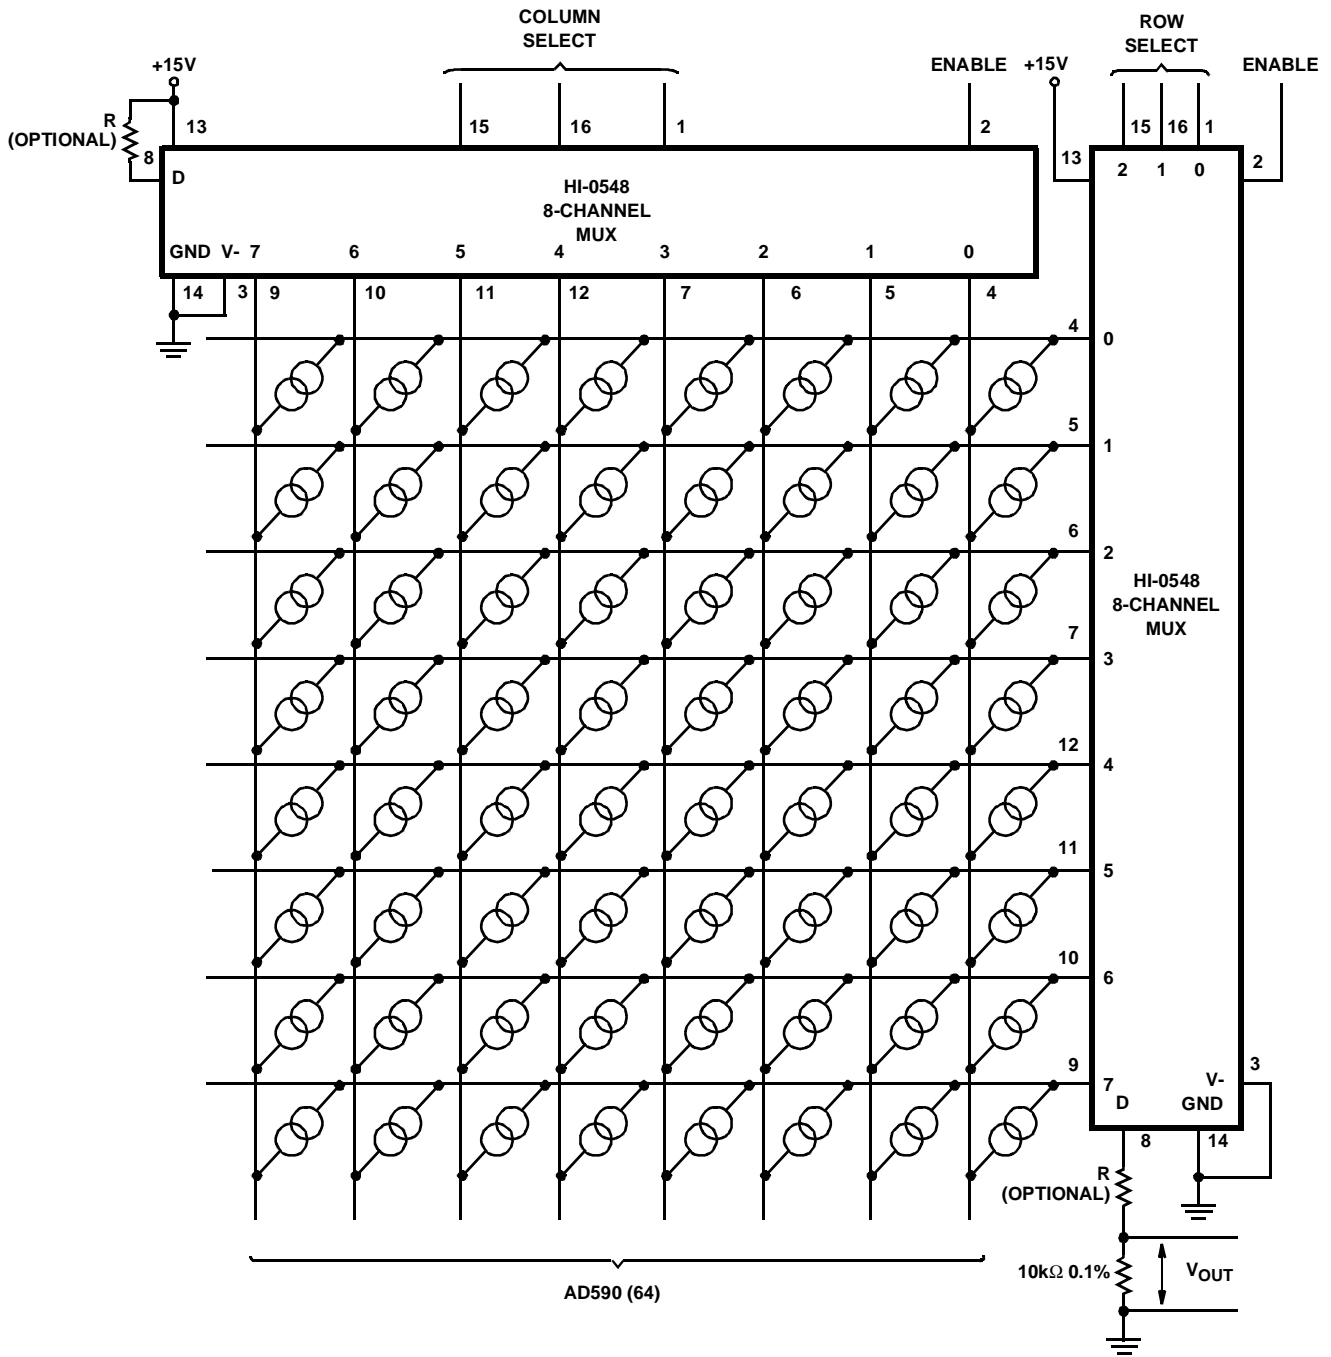 COLUMN
SELECT
ROW
SELECT
+15V
ENABLE
+15V
ENABLE
R
(OPTIONAL)
13
15
16
1
2
15
16
1
8
13
2
D
2
1
0
HI-0548
8-CHANNEL
MUX
GND
V-
7
6
5
4
3
2
1
0
14
3
9
10
11
12
7
6
5
4
4
0
5
1
6
2
HI-0548
8-CHANNEL
MUX
7
3
12
4
11
5
10
6
9
7
3
V-
D
GND
8
14
R
(OPTIONAL)
10kΩ 0.1%
VOUT
AD590 (64)